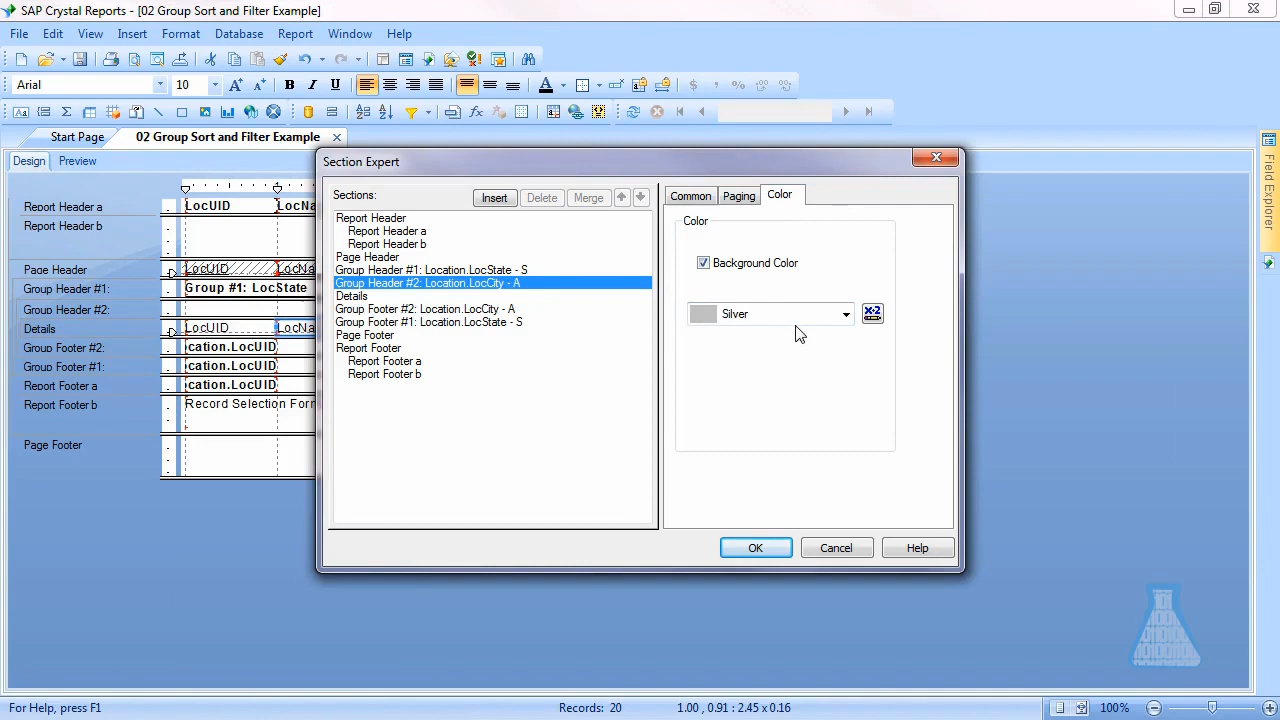 SAP Crystal Reports - [02 Group Sort and Filter Example]
File Edit View Insert Format Database Report Window Help
Arial 10 B I U A $ %
Start Page 02 Group Sort and Filter Example
Design Preview
Report Header a LocUID LocNa
Report Header b
Page Header LocUID LocNa
Group Header #1: Group #1: LocState
Group Header #2:
Details LocUID LocNa
Group Footer #2: cation.LocUID
Group Footer #1: cation.LocUID
Report Footer a cation.LocUID
Report Footer b Record Selection Form
Page Footer
Section Expert
Sections: Insert Delete Merge
Report Header
Report Header a
Report Header b
Page Header
Group Header #1: Location.LocState - S
Group Header #2: Location.LocCity - A
Details
Group Footer #2: Location.LocCity - A
Group Footer #1: Location.LocState - S
Page Footer
Report Footer
Report Footer a
Report Footer b
Common Paging Color
Color
Background Color
Silver
X-2
OK Cancel Help
Field Explorer
For Help, press F1 Records: 20 1.00 , 0.91 : 2.45 x 0.16 100%